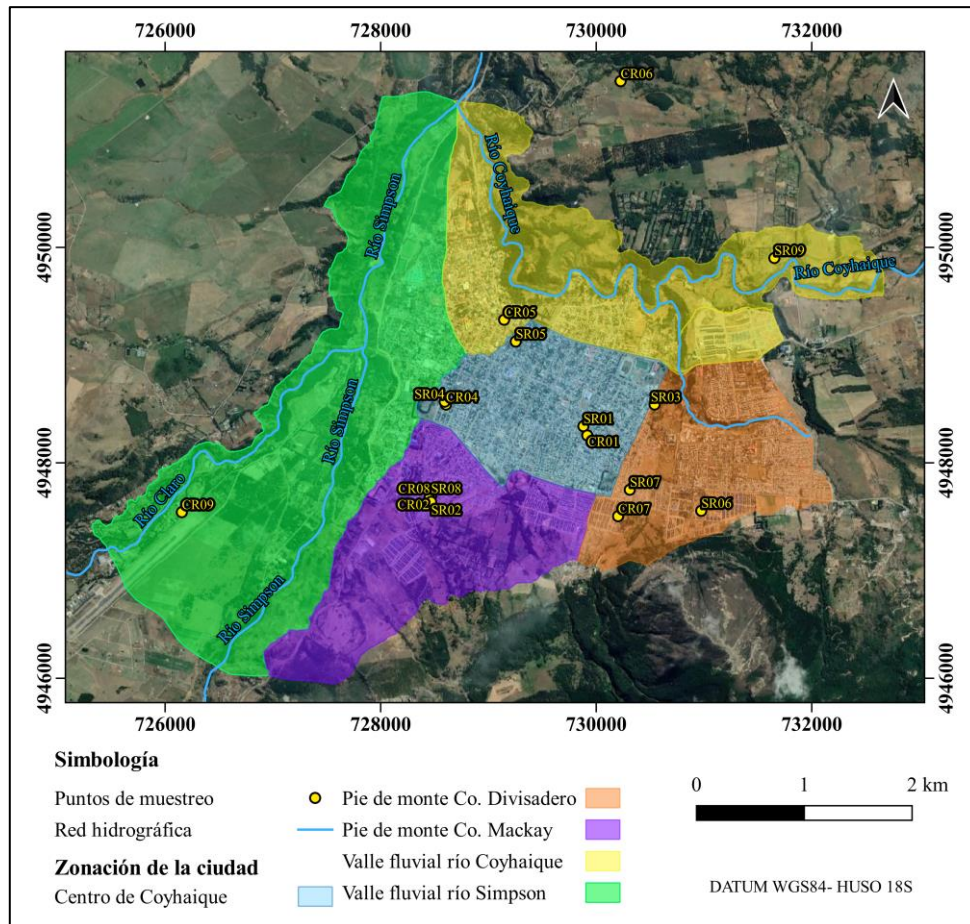 726000 728000 730000 732000
CR06
Río Coyhaique
Río Simpson
4950000 4950000
SR09
Río Coyhaique
CR05
SR05
SR04 CR04
SR03
SR01
CR01
Río Simpson
4948000 4948000
CR08 SR08
CR02 SR02
SR07
CR07
SR06
Río Claro
CR09
Río Simpson
4946000 4946000
726000 728000 730000 732000
Simbología
Puntos de muestreo
Red hidrográfica
Zonación de la ciudad
Centro de Coyhaique
Pie de monte Co. Divisadero
Pie de monte Co. Mackay
Valle fluvial río Coyhaique
Valle fluvial río Simpson
0 1 2 km
DATUM WGS84- HUSO 18S